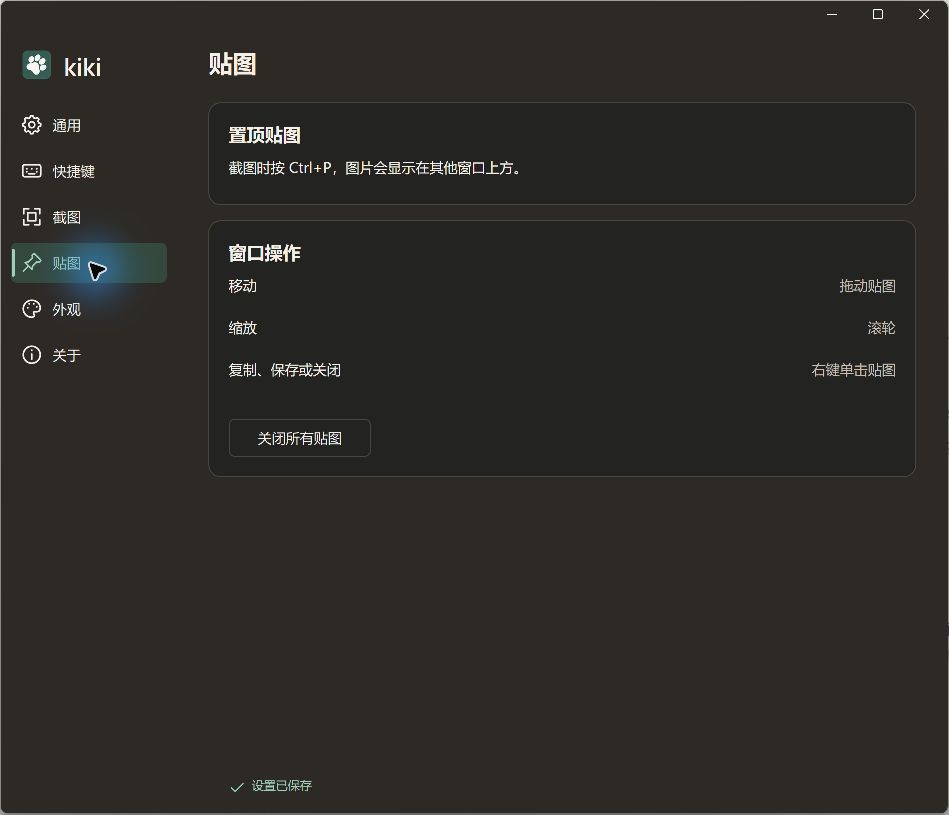 kiki
通用
快捷键
截图
贴图
外观
关于
贴图
置顶贴图
截图时按 Ctrl+P，图片会显示在其他窗口上方。
窗口操作
移动 拖动贴图
缩放 滚轮
复制、保存或关闭 右键单击贴图
关闭所有贴图
设置已保存